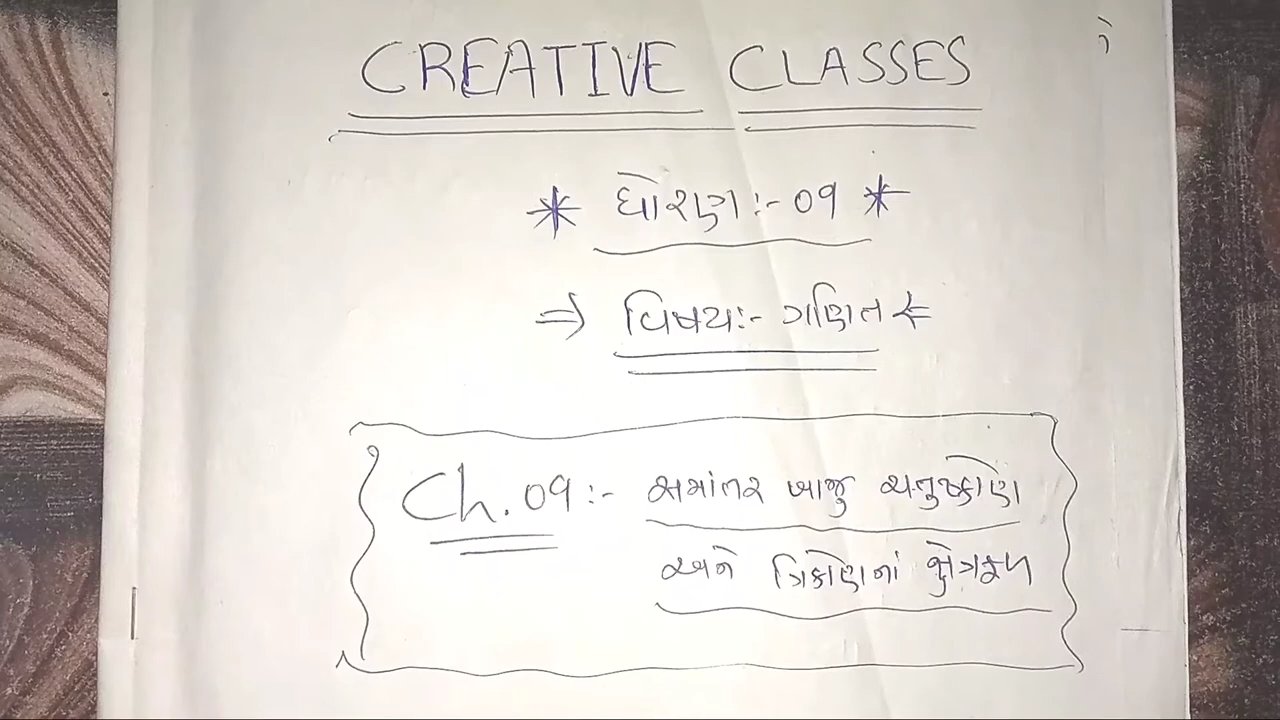 CREATIVE CLASSES
* ધોરણ:- 09 *
⇒ વિષય:- ગણિત ⇐
Ch. 09:- સમાંતર બાજુ ચતુષ્કોણ
અને ત્રિકોણનાં ક્ષેત્રફળ